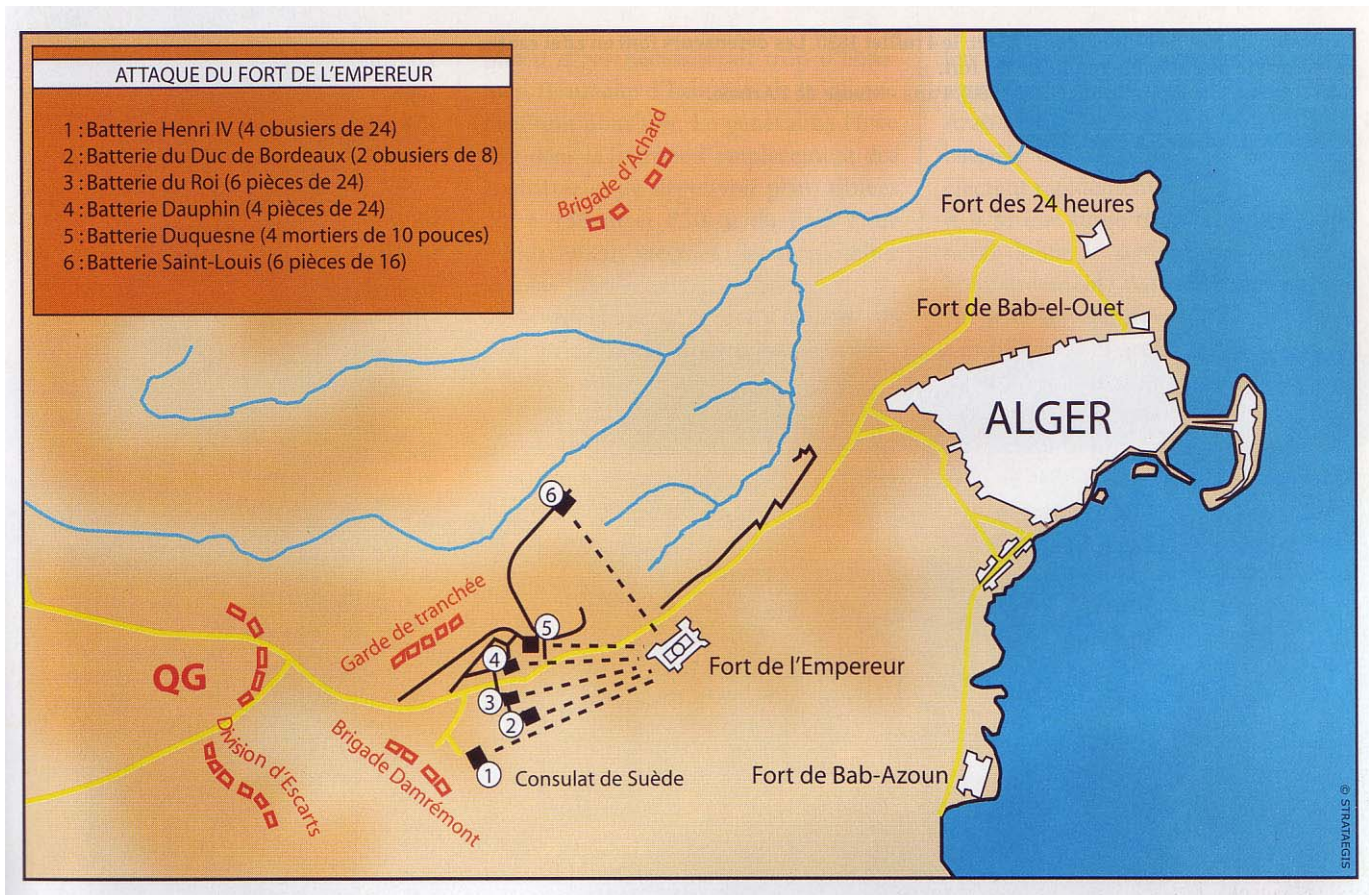 ATTAQUE DU FORT DE L'EMPEREUR
1 : Batterie Henri IV (4 obusiers de 24)
2 : Batterie du Duc de Bordeaux (2 obusiers de 8)
3 : Batterie du Roi (6 pièces de 24)
4 : Batterie Dauphin (4 pièces de 24)
5 : Batterie Duquesne (4 mortiers de 10 pouces)
6 : Batterie Saint-Louis (6 pièces de 16)
Brigade d'Achard
Fort des 24 heures
Fort de Bab-el-Ouet
ALGER
6
Garde de tranchée
5
4
QG
Fort de l'Empereur
3
2
Division d'Escarts
Brigade Damrémont
1
Consulat de Suède
Fort de Bab-Azoun
© STRATAEGIS